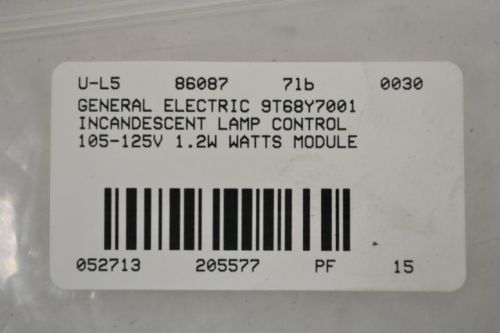 U-L5 86087 71b 0030
GENERAL ELECTRIC 9T68Y7001
INCANDESCENT LAMP CONTROL
105-125V 1.2W WATTS MODULE
052713 205577 PF 15